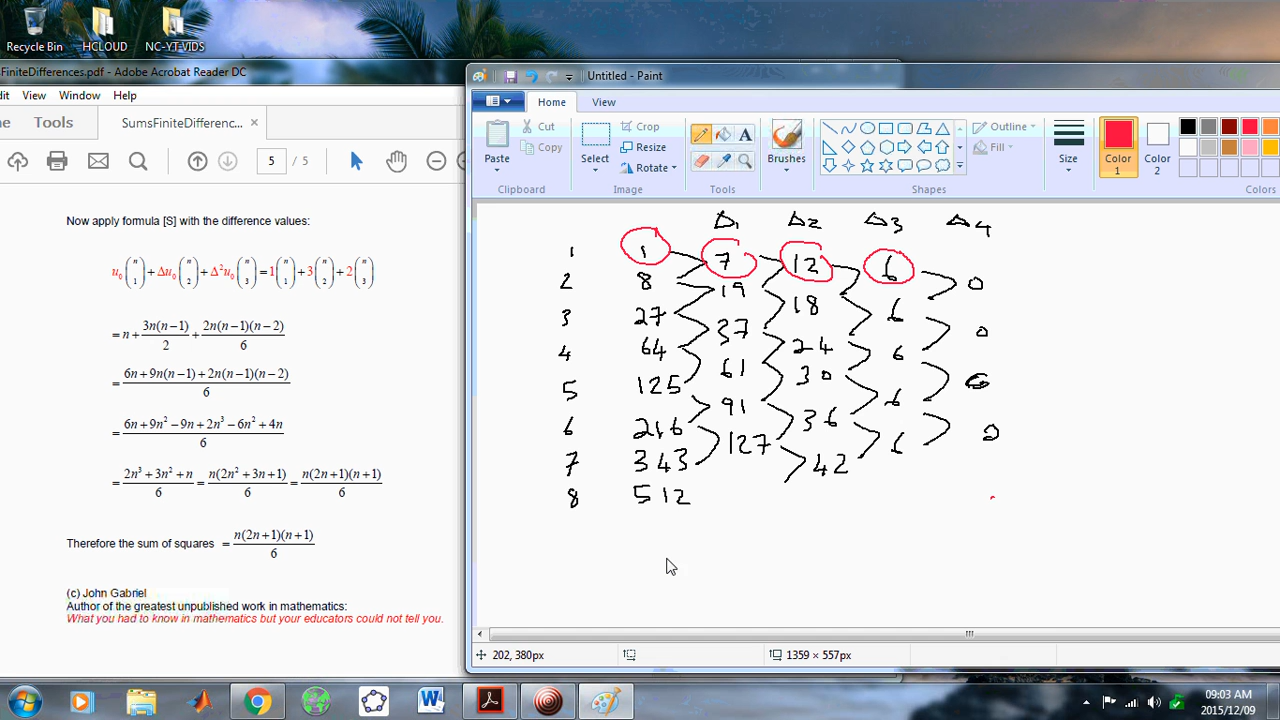 Recycle Bin
HCLOUD
NC-YT-VIDS
FiniteDifferences.pdf - Adobe Acrobat Reader DC
View Window Help
Tools
SumsFiniteDifferenc... ×
5 / 5
Now apply formula [S] with the difference values:
u₀(n 1) + Δu₀(n 2) + Δ²u₀(n 3) = 1(n 1) + 3(n 2) + 2(n 3)
= n + 3n(n−1)/2 + 2n(n−1)(n−2)/6
= 6n + 9n(n−1) + 2n(n−1)(n−2)/6
= 6n + 9n² − 9n + 2n³ − 6n² + 4n/6
= 2n³ + 3n² + n/6 = n(2n² + 3n + 1)/6 = n(2n+1)(n+1)/6
Therefore the sum of squares = n(2n+1)(n+1)/6
(c) John Gabriel
Author of the greatest unpublished work in mathematics:
What you had to know in mathematics but your educators could not tell you.
Untitled - Paint
Home View
Paste
Cut
Copy
Clipboard
Select
Crop
Resize
Rotate
Image
A
Tools
Brushes
Outline
Fill
Shapes
Size
Color 1
Color 2
Colors
Δ1 Δ2 Δ3 Δ4
1 1 7 12 6
2 8 19 18 6 0
3 27 37 24 6 0
4 64 61 30 6
5 125 91 36 6
6 216 127 42
7 343
8 512
202, 380px
1359 × 557px
09:03 AM
2015/12/09